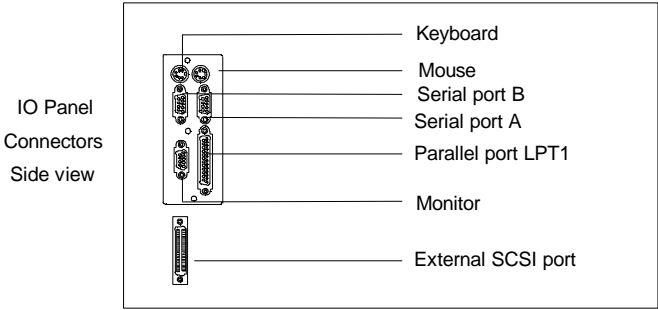 IO Panel
Connectors
Side view
Keyboard
Mouse
Serial port B
Serial port A
Parallel port LPT1
Monitor
External SCSI port